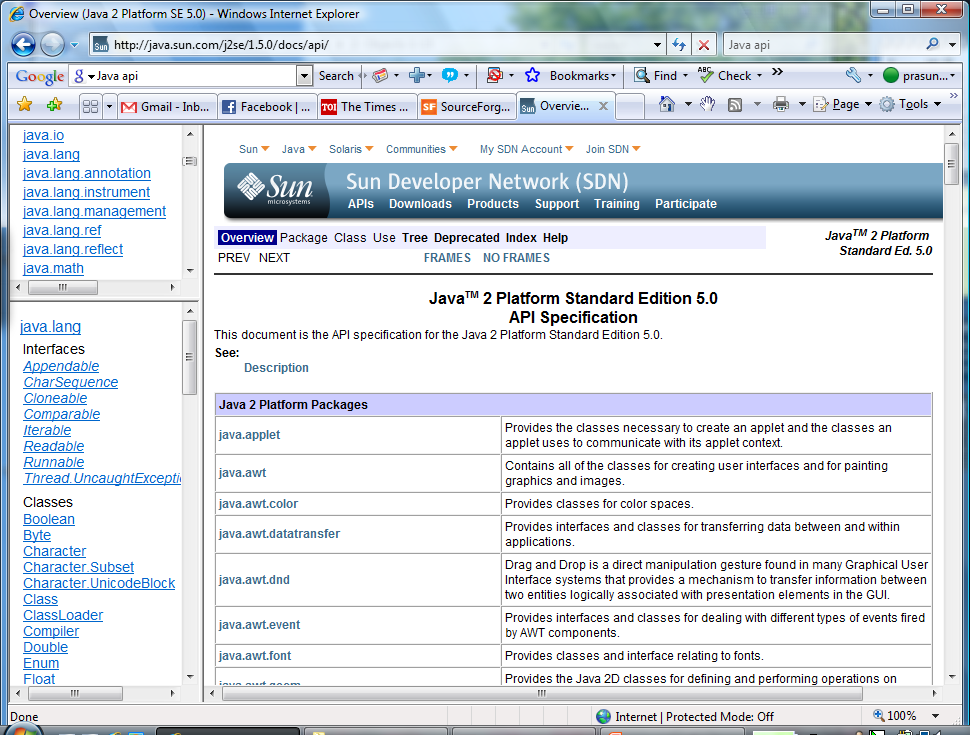 Overview (Java 2 Platform SE 5.0) - Windows Internet Explorer
http://java.sun.com/j2se/1.5.0/docs/api/
Java api
Google
Java api
Search
Bookmarks
Find
ABC
Check
prasun...
Gmail - Inb...
Facebook | ...
TOI The Times ...
SF SourceForg...
Sun Overvie...
Page
Tools
java.io
java.lang
java.lang.annotation
java.lang.instrument
java.lang.management
java.lang.ref
java.lang.reflect
java.math
java.lang
Interfaces
Appendable
CharSequence
Cloneable
Comparable
Iterable
Readable
Runnable
Thread.UncaughtExcepti
Classes
Boolean
Byte
Character
Character.Subset
Character.UnicodeBlock
Class
ClassLoader
Compiler
Double
Enum
Float
Sun Java Solaris Communities My SDN Account Join SDN
Sun microsystems
Sun Developer Network (SDN)
APIs Downloads Products Support Training Participate
Overview Package Class Use Tree Deprecated Index Help
Java™ 2 Platform
Standard Ed. 5.0
PREV NEXT FRAMES NO FRAMES
Java™ 2 Platform Standard Edition 5.0
API Specification
This document is the API specification for the Java 2 Platform Standard Edition 5.0.
See:
Description
Java 2 Platform Packages
java.applet
Provides the classes necessary to create an applet and the classes an
applet uses to communicate with its applet context.
java.awt
Contains all of the classes for creating user interfaces and for painting
graphics and images.
java.awt.color
Provides classes for color spaces.
java.awt.datatransfer
Provides interfaces and classes for transferring data between and within
applications.
java.awt.dnd
Drag and Drop is a direct manipulation gesture found in many Graphical User
Interface systems that provides a mechanism to transfer information between
two entities logically associated with presentation elements in the GUI.
java.awt.event
Provides interfaces and classes for dealing with different types of events fired
by AWT components.
java.awt.font
Provides classes and interface relating to fonts.
java.awt.geom
Provides the Java 2D classes for defining and performing operations on
Done
Internet | Protected Mode: Off
100%